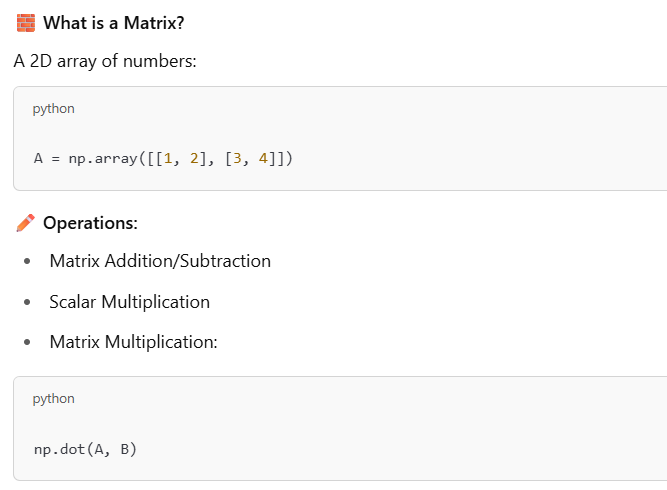 🧱 What is a Matrix?
A 2D array of numbers:
python
A = np.array([[1, 2], [3, 4]])
✏️ Operations:
• Matrix Addition/Subtraction
• Scalar Multiplication
• Matrix Multiplication:
python
np.dot(A, B)